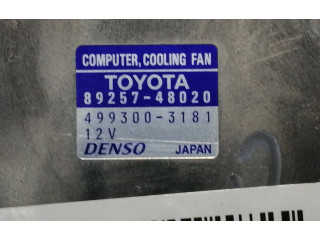 COMPUTER, COOLING FAN
TOYOTA
89257-48020
499300-3181
12V
DENSO JAPAN